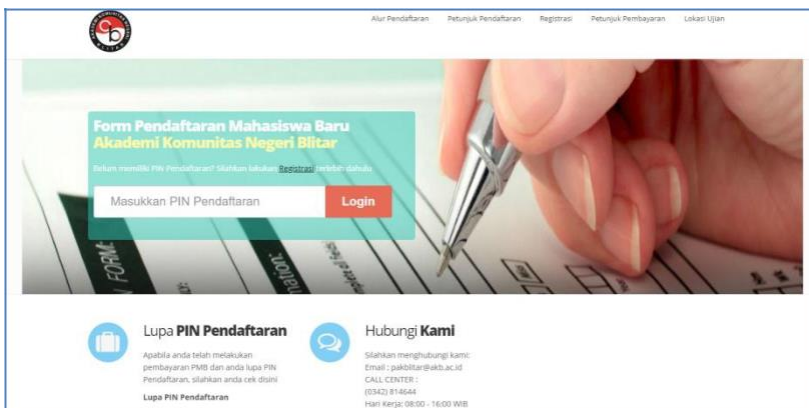 Alur Pendaftaran Petunjuk Pendaftaran Registrasi Petunjuk Pembayaran Lokasi Ujian
Form Pendaftaran Mahasiswa Baru
Akademi Komunitas Negeri Blitar
Belum memiliki PIN Pendaftaran? Silahkan lakukan Registrasi terlebih dahulu
Masukkan PIN Pendaftaran Login
FORM:
Lupa PIN Pendaftaran
Apabila anda telah melakukan
pembayaran PMB dan anda lupa PIN
Pendaftaran, silahkan anda cek disini
Lupa PIN Pendaftaran
Hubungi Kami
Silahkan menghubungi kami:
Email : pakblitar@akb.ac.id
CALL CENTER :
(0342) 814644
Hari Kerja: 08:00 - 16:00 WIB